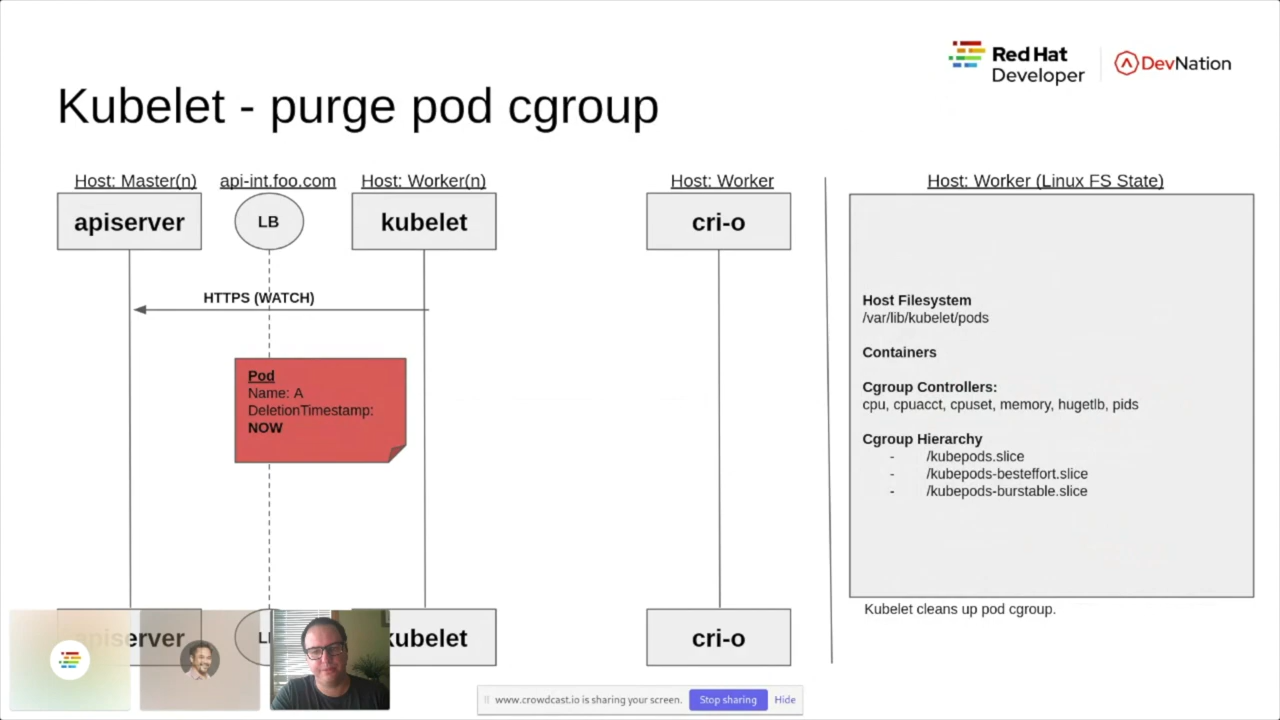 Red Hat
Developer
DevNation
Kubelet - purge pod cgroup
Host: Master(n)
api-int.foo.com
Host: Worker(n)
Host: Worker
Host: Worker (Linux FS State)
apiserver
LB
kubelet
cri-o
HTTPS (WATCH)
Pod
Name: A
DeletionTimestamp:
NOW
Host Filesystem
/var/lib/kubelet/pods
Containers
Cgroup Controllers:
cpu, cpuacct, cpuset, memory, hugetlb, pids
Cgroup Hierarchy
- /kubepods.slice
- /kubepods-besteffort.slice
- /kubepods-burstable.slice
Kubelet cleans up pod cgroup.
apiserver
kubelet
cri-o
www.crowdcast.io is sharing your screen.
Stop sharing
Hide